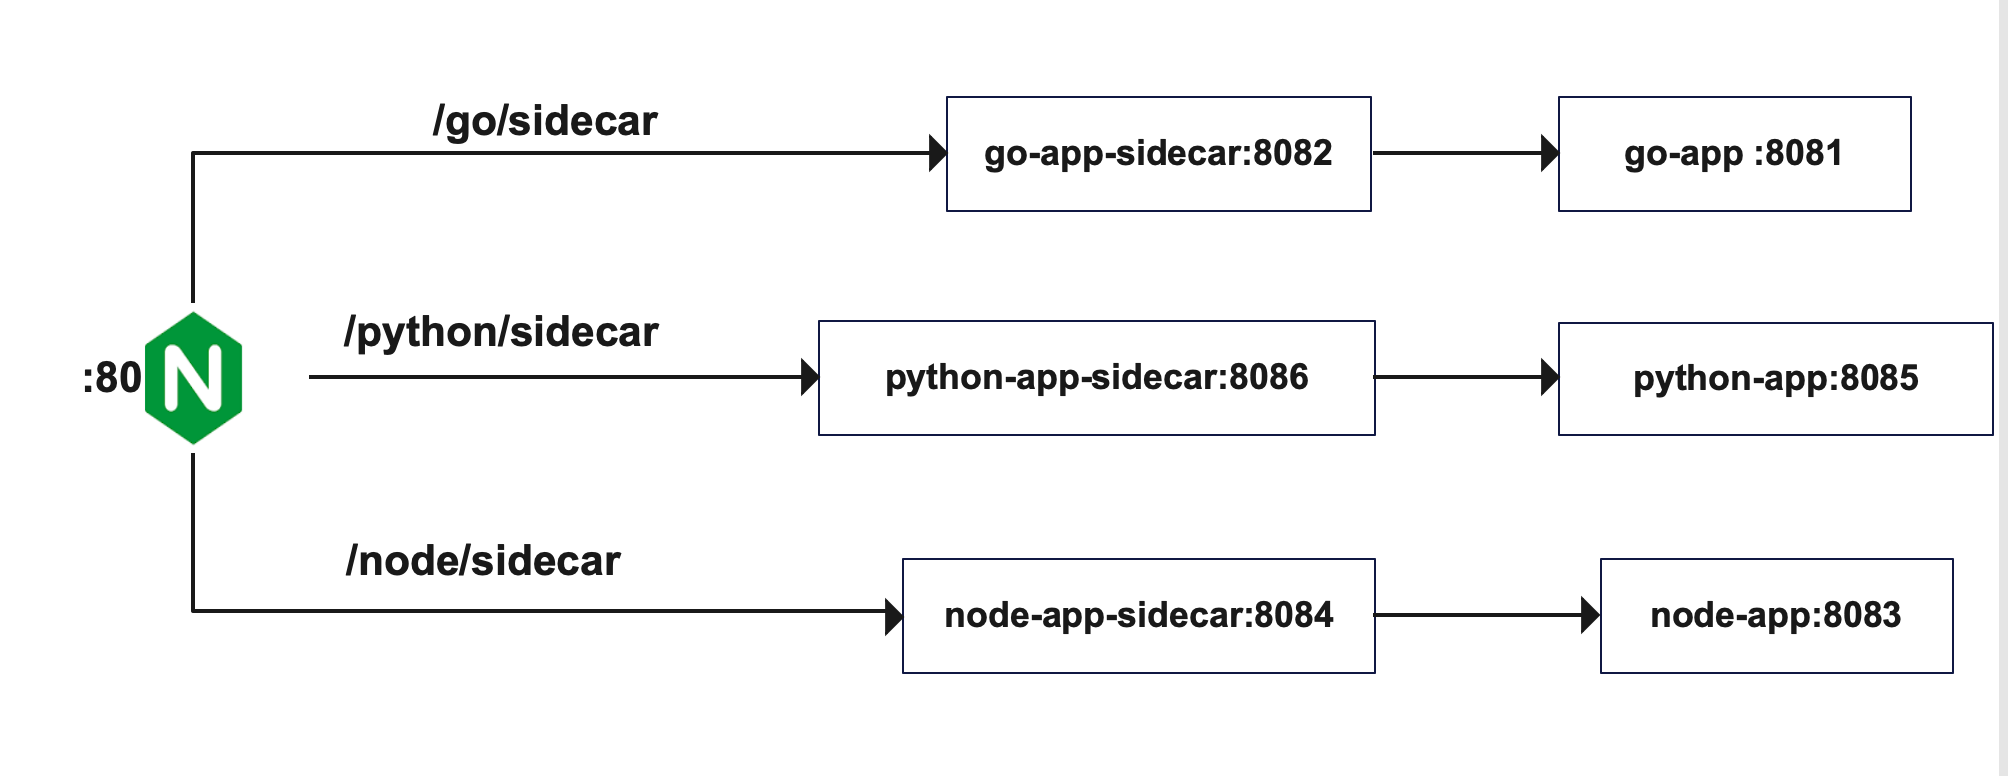 /go/sidecar
go-app-sidecar:8082
go-app :8081
/python/sidecar
:80
N
python-app-sidecar:8086
python-app:8085
/node/sidecar
node-app-sidecar:8084
node-app:8083